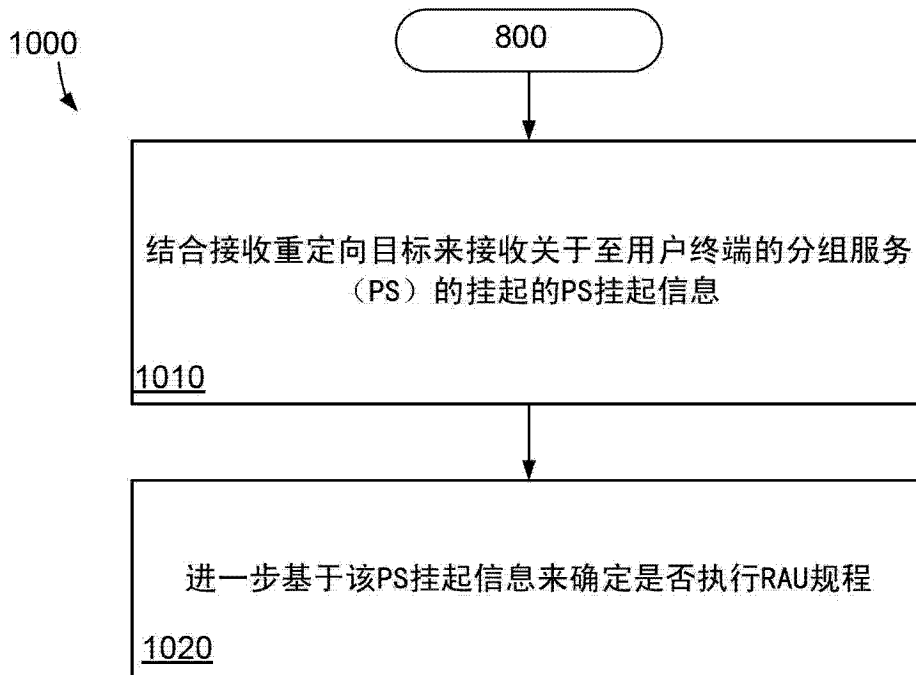 1000
800
结合接收重定向目标来接收关于至用户终端的分组服务
（PS）的挂起的PS挂起信息
1010
进一步基于该PS挂起信息来确定是否执行RAU规程
1020